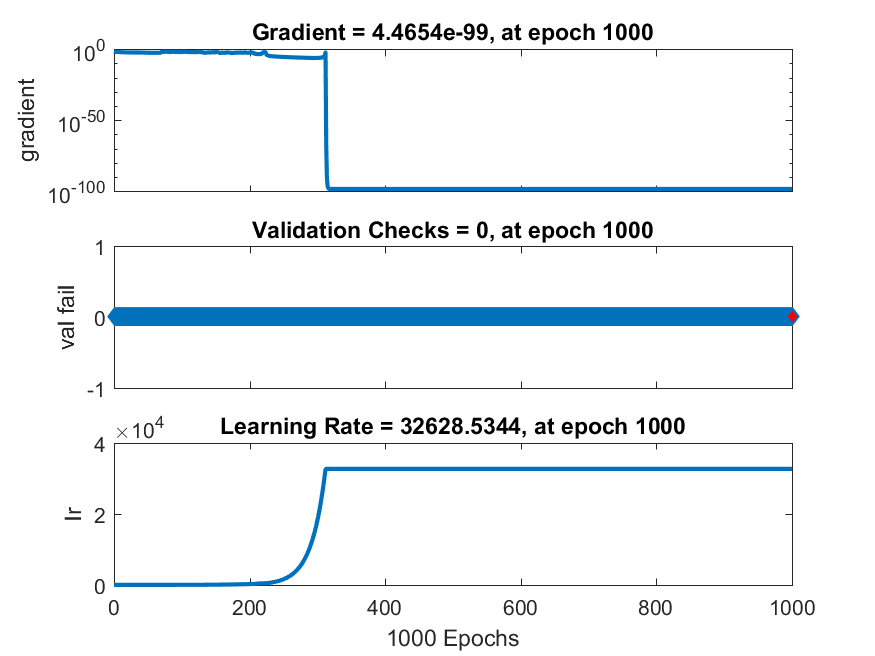 Gradient = 4.4654e-99, at epoch 1000
10^0
10^-50
10^-100
gradient
Validation Checks = 0, at epoch 1000
1
0
-1
val fail
Learning Rate = 32628.5344, at epoch 1000
×10^4
4
2
0
lr
0 200 400 600 800 1000
1000 Epochs